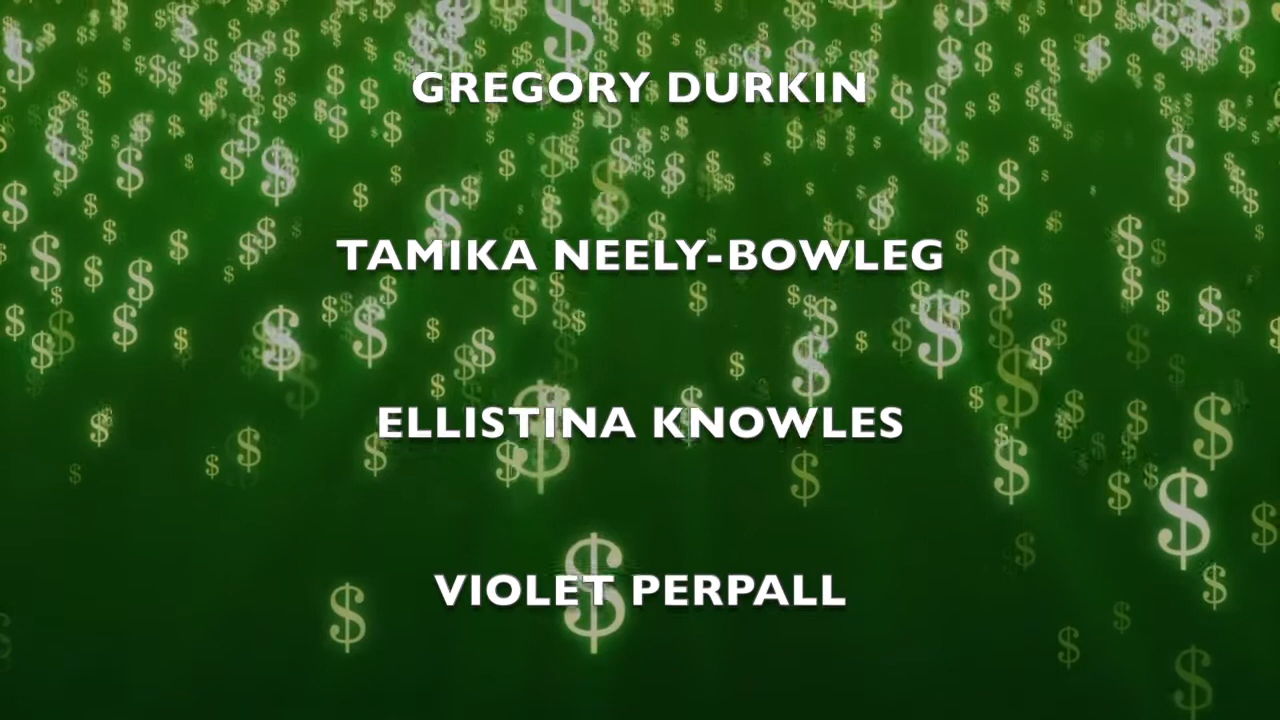 GREGORY DURKIN
TAMIKA NEELY-BOWLEG
ELLISTINA KNOWLES
VIOLET PERPALL